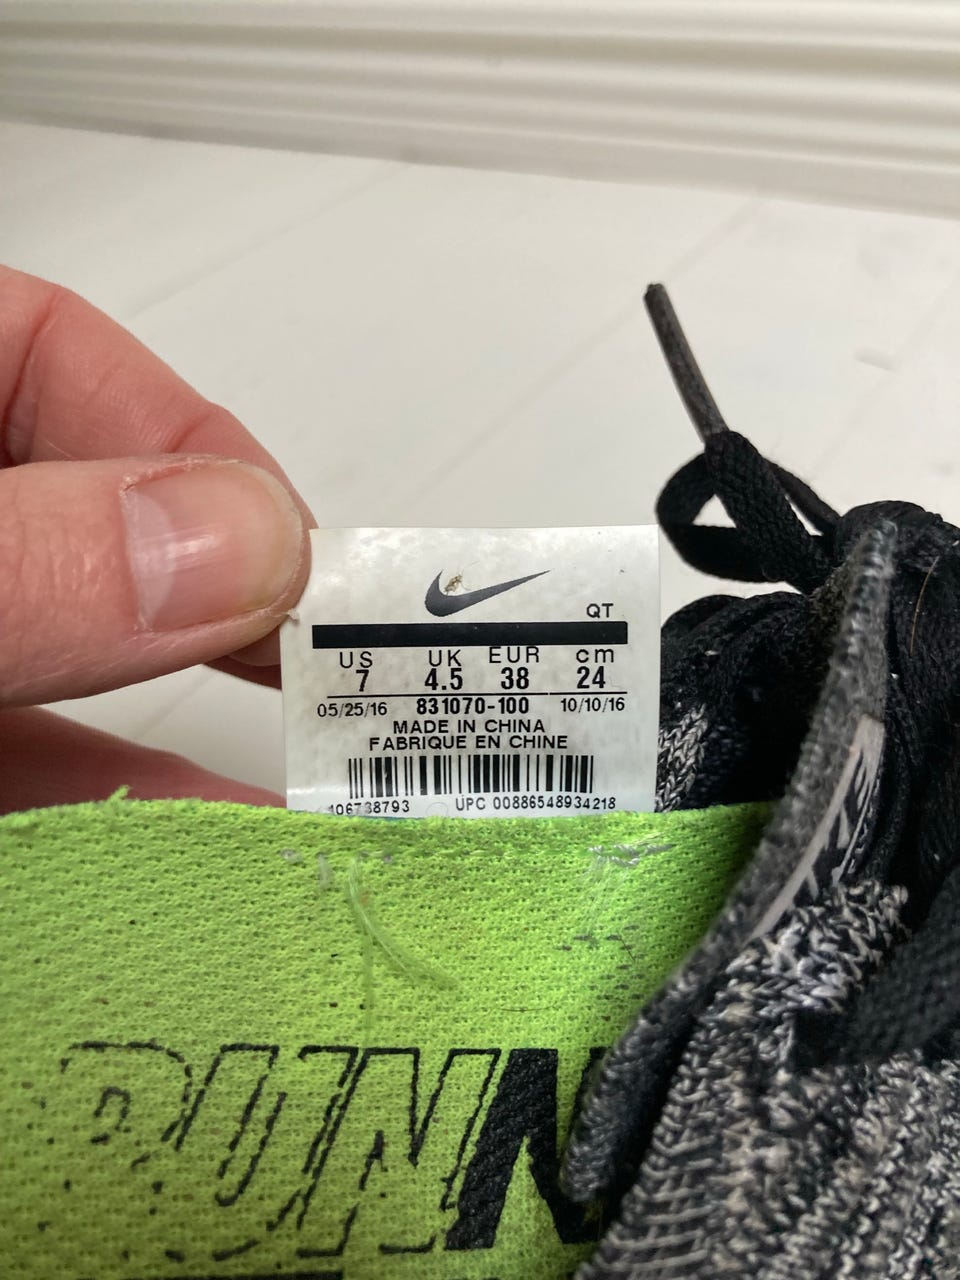 QT
US UK EUR cm
7 4.5 38 24
05/25/16 831070-100 10/10/16
MADE IN CHINA
FABRIQUE EN CHINE
406738793 UPC 00886548934218